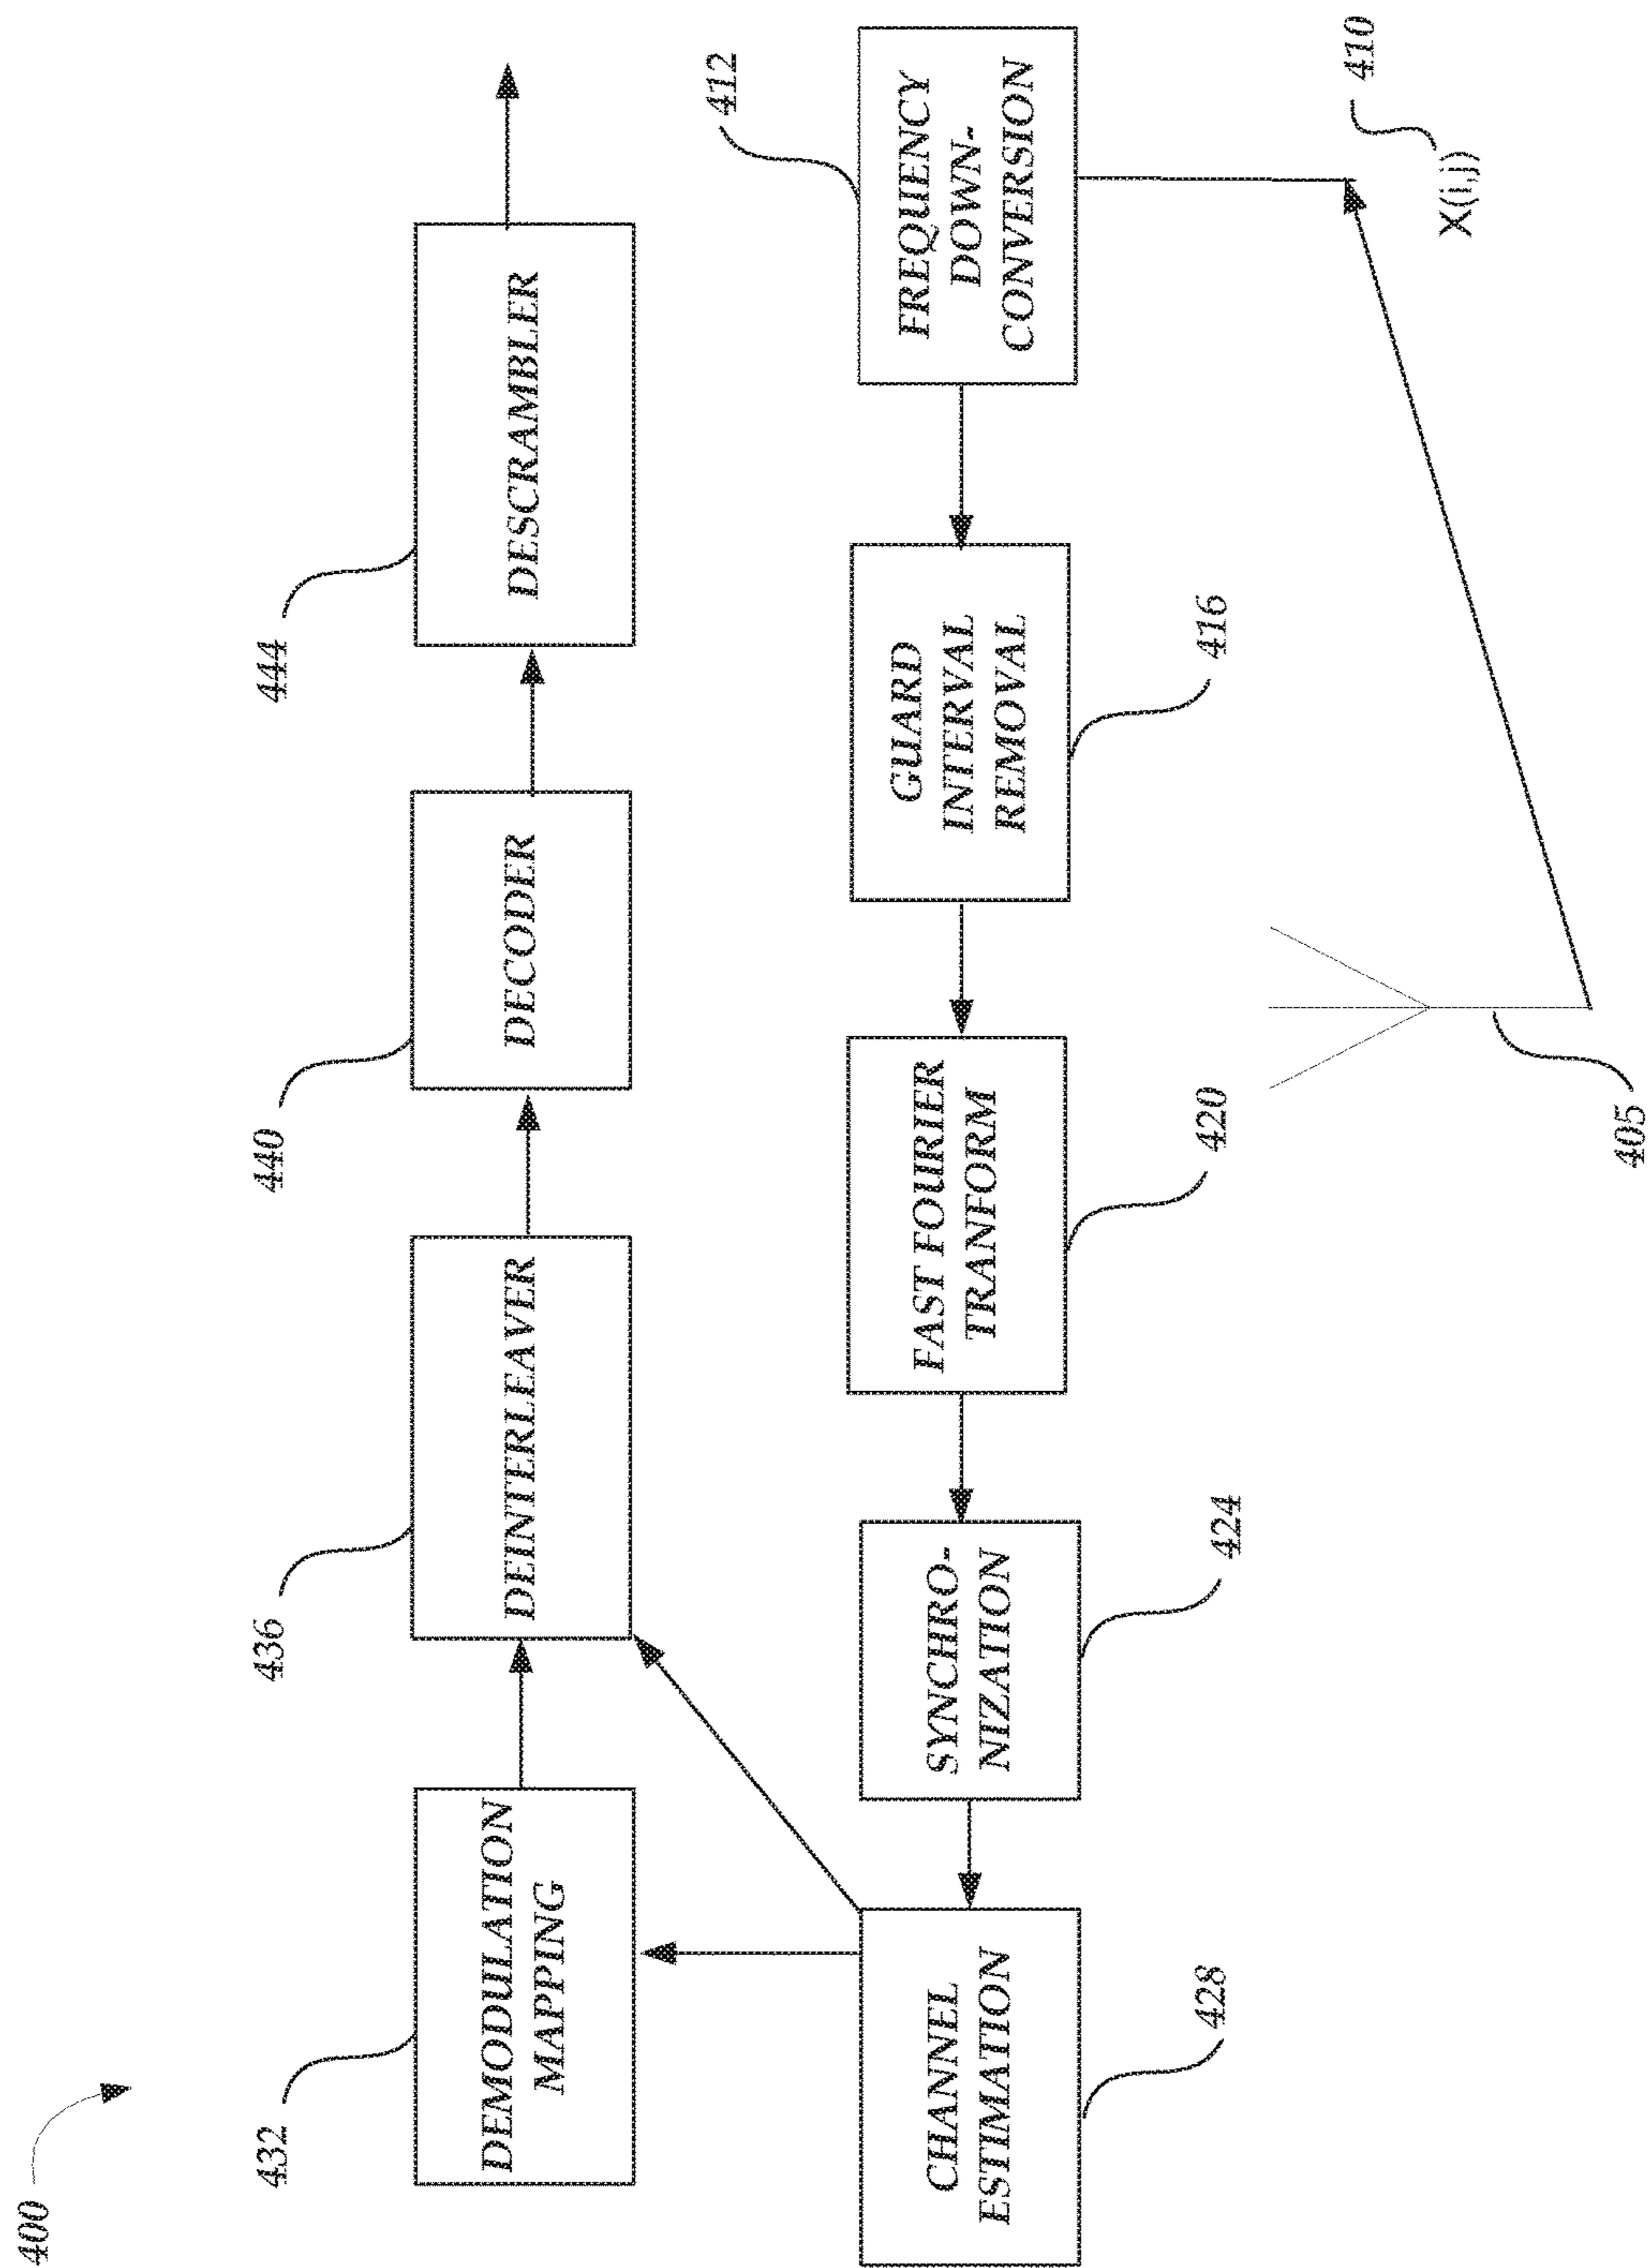 400
432
436
440
444
DEMODULATION
MAPPING
DEINTERLEAVER
DECODER
DESCRAMBLER
412
CHANNEL
ESTIMATION
SYNCHRO-
NIZATION
FAST FOURIER
TRANFORM
GUARD
INTERVAL
REMOVAL
FREQUENCY
DOWN-
CONVERSION
428
424
420
416
410
X(i,j)
405